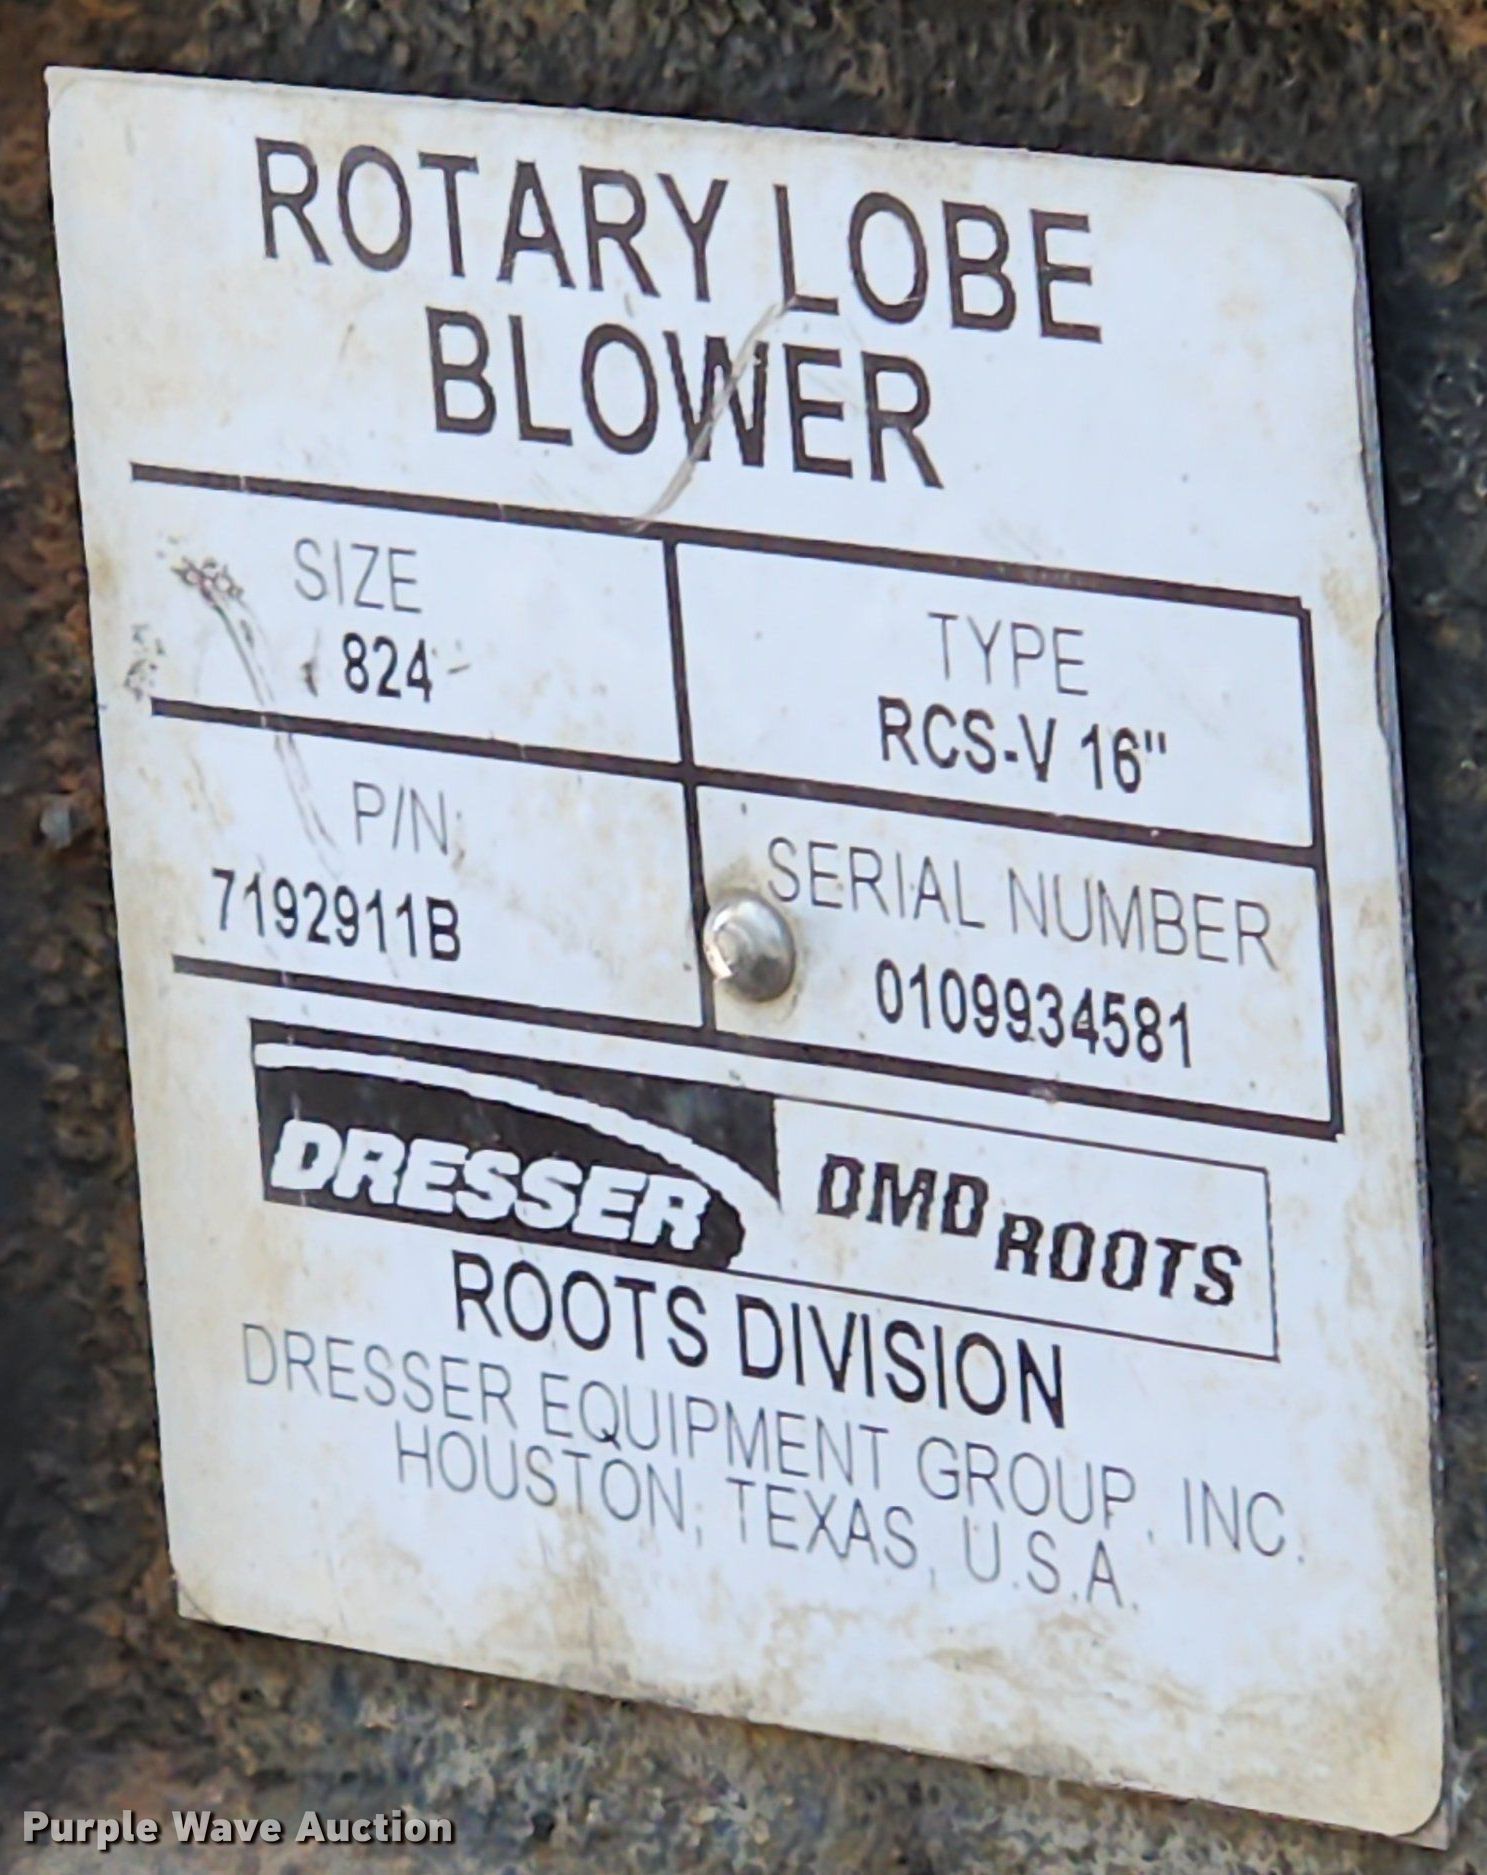 ROTARY LOBE
BLOWER
SIZE
824
TYPE
RCS-V 16"
P/N
7192911B
SERIAL NUMBER
0109934581
DRESSER
DMD ROOTS
ROOTS DIVISION
DRESSER EQUIPMENT GROUP, INC.
HOUSTON, TEXAS, U.S.A.
Purple Wave Auction